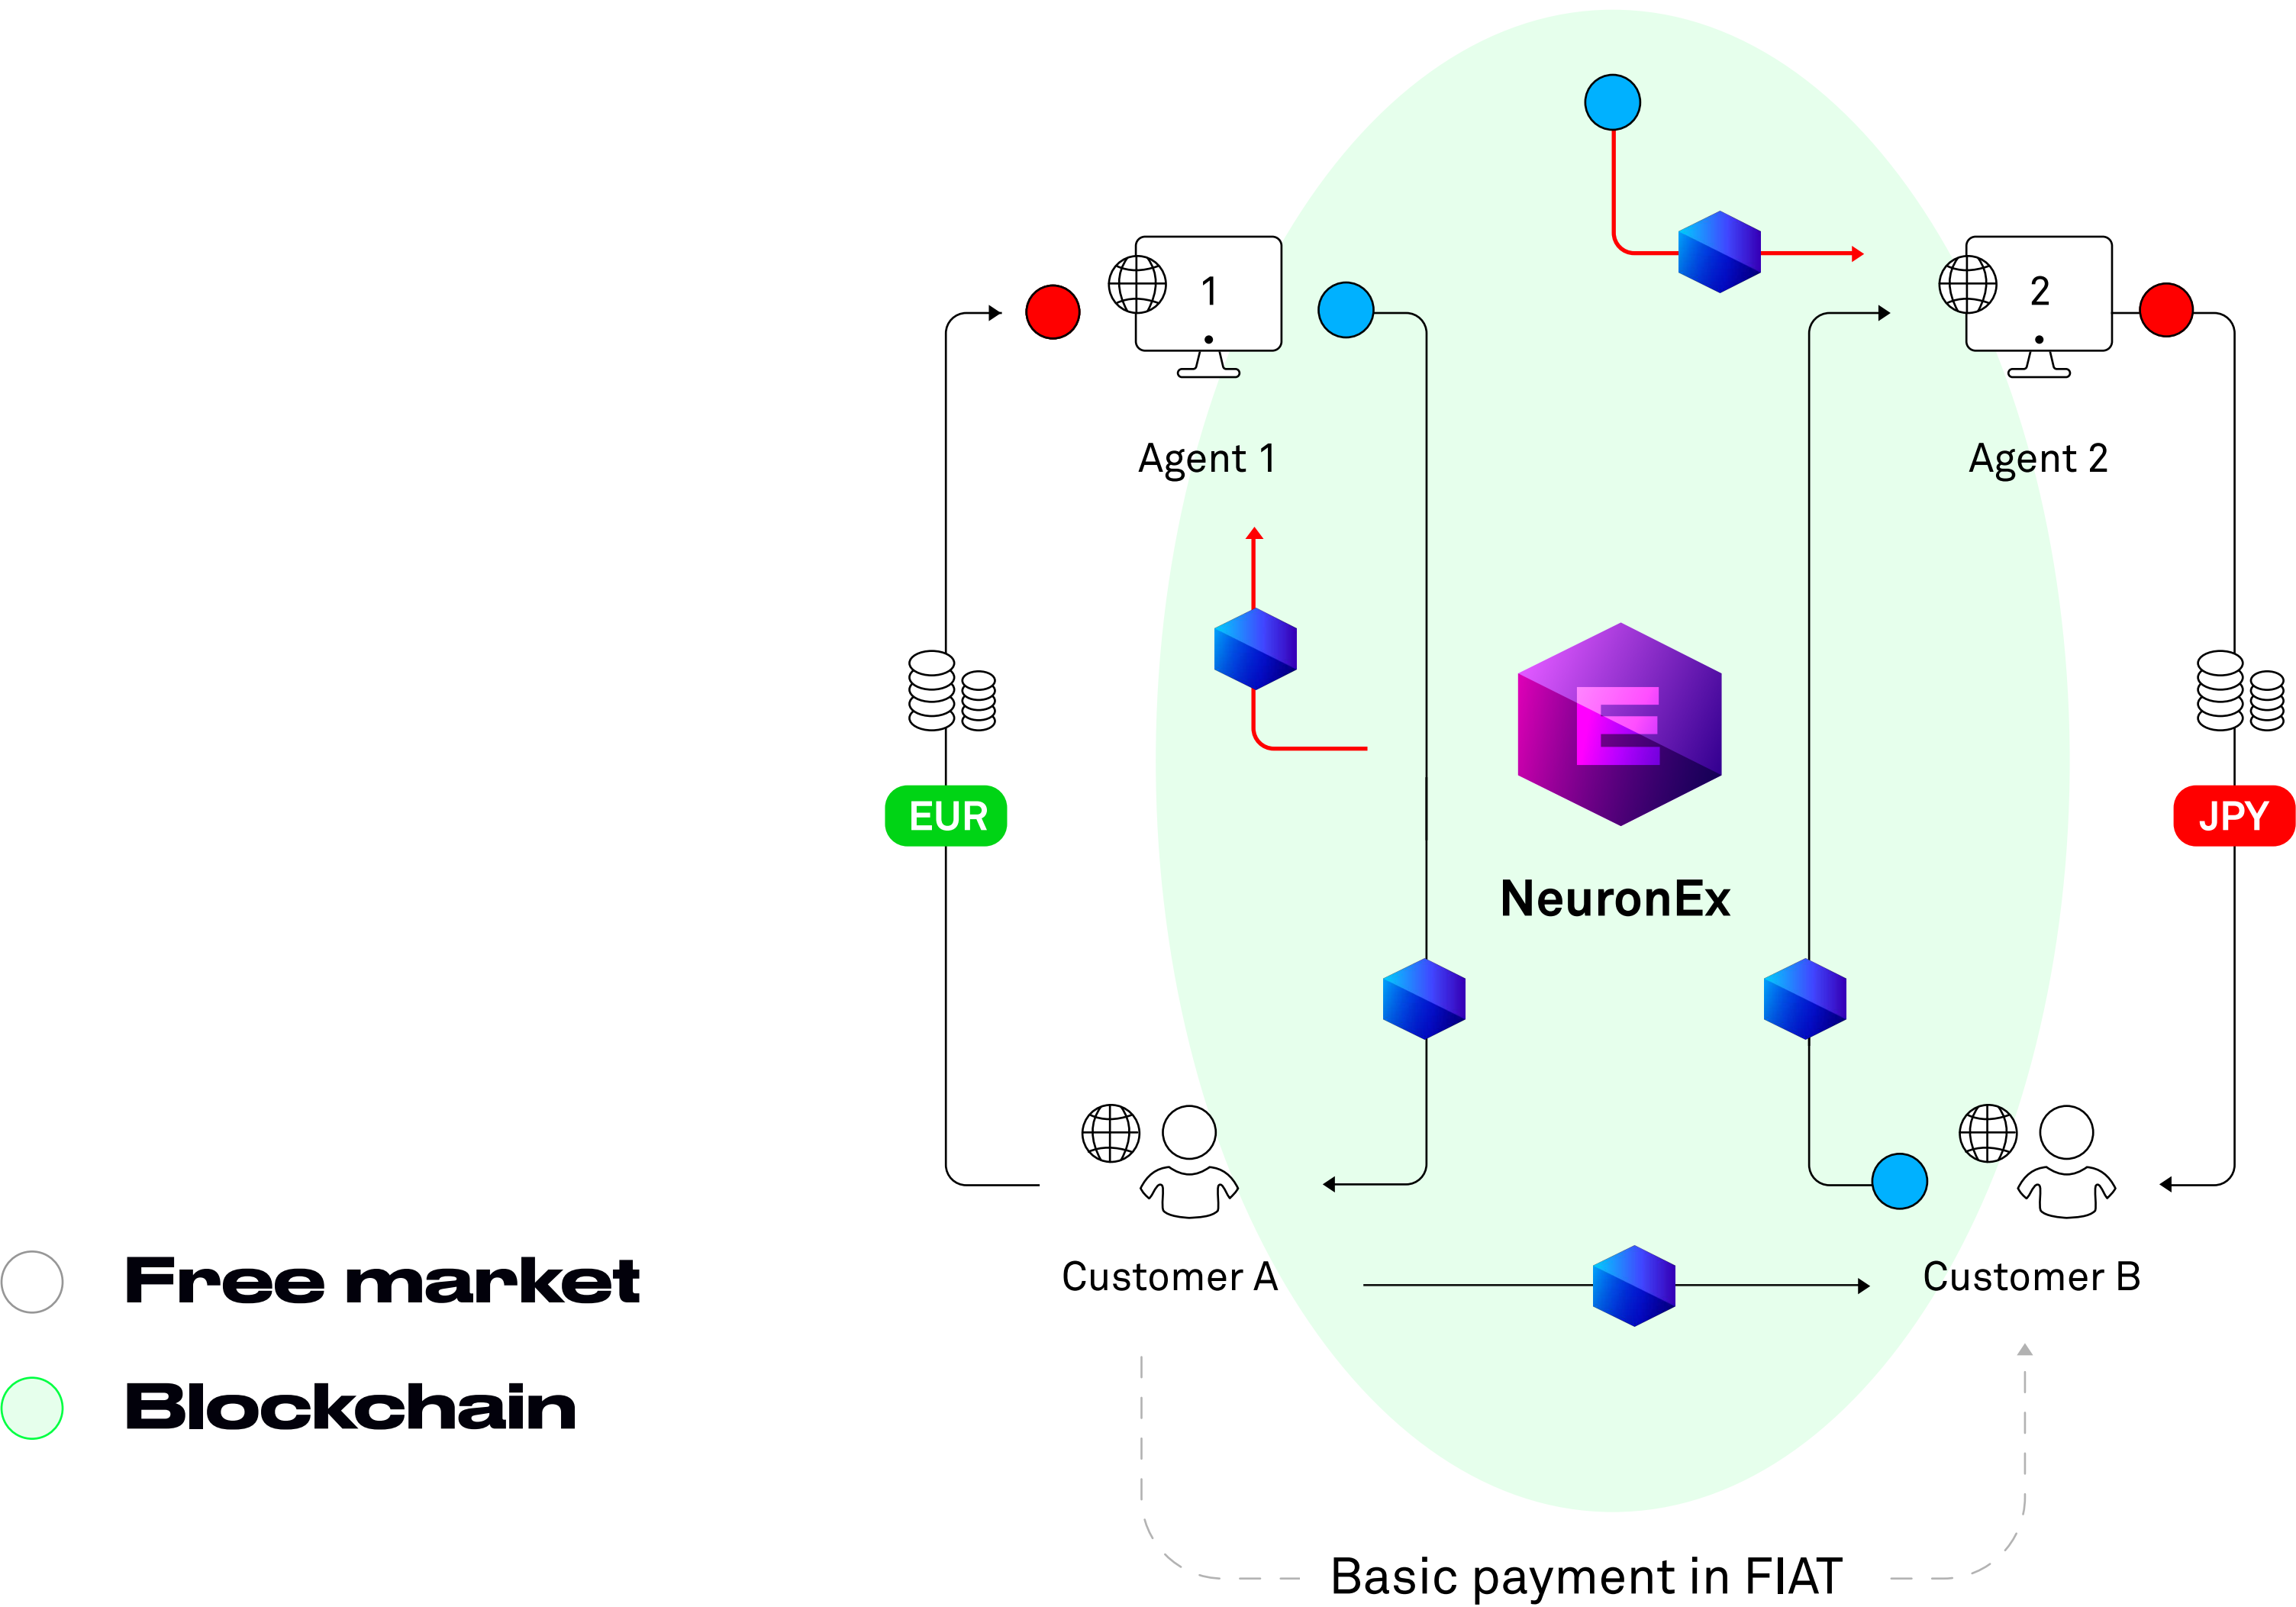 1
2
Agent 1
Agent 2
EUR
JPY
NeuronEx
Customer A
Customer B
Free market
Blockchain
Basic payment in FIAT